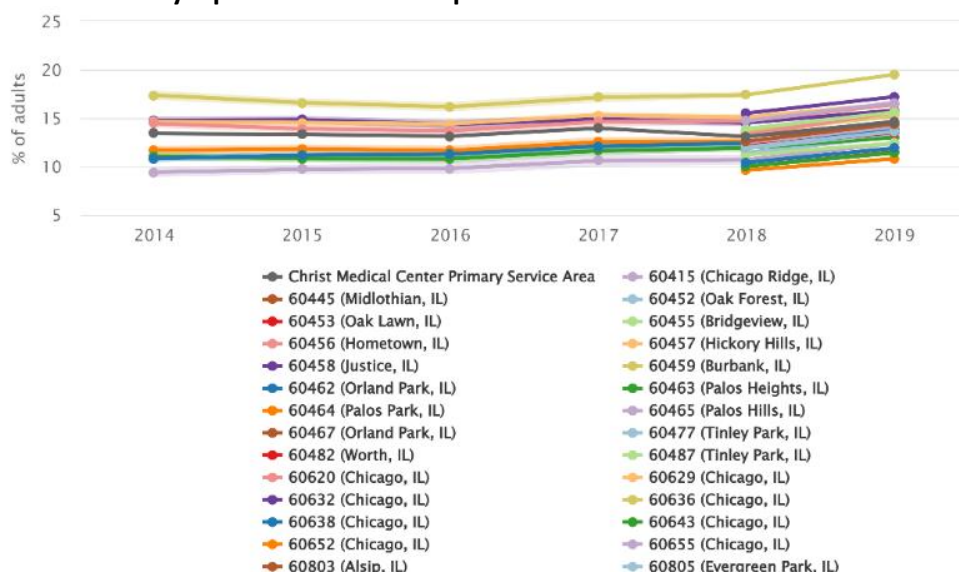 25
20
15
10
5
% of adults
2014 2015 2016 2017 2018 2019
Christ Medical Center Primary Service Area 60415 (Chicago Ridge, IL)
60445 (Midlothian, IL) 60452 (Oak Forest, IL)
60453 (Oak Lawn, IL) 60455 (Bridgeview, IL)
60456 (Hometown, IL) 60457 (Hickory Hills, IL)
60458 (Justice, IL) 60459 (Burbank, IL)
60462 (Orland Park, IL) 60463 (Palos Heights, IL)
60464 (Palos Park, IL) 60465 (Palos Hills, IL)
60467 (Orland Park, IL) 60477 (Tinley Park, IL)
60482 (Worth, IL) 60487 (Tinley Park, IL)
60620 (Chicago, IL) 60629 (Chicago, IL)
60632 (Chicago, IL) 60636 (Chicago, IL)
60638 (Chicago, IL) 60643 (Chicago, IL)
60652 (Chicago, IL) 60655 (Chicago, IL)
60803 (Alsip, IL) 60805 (Evergreen Park, IL)